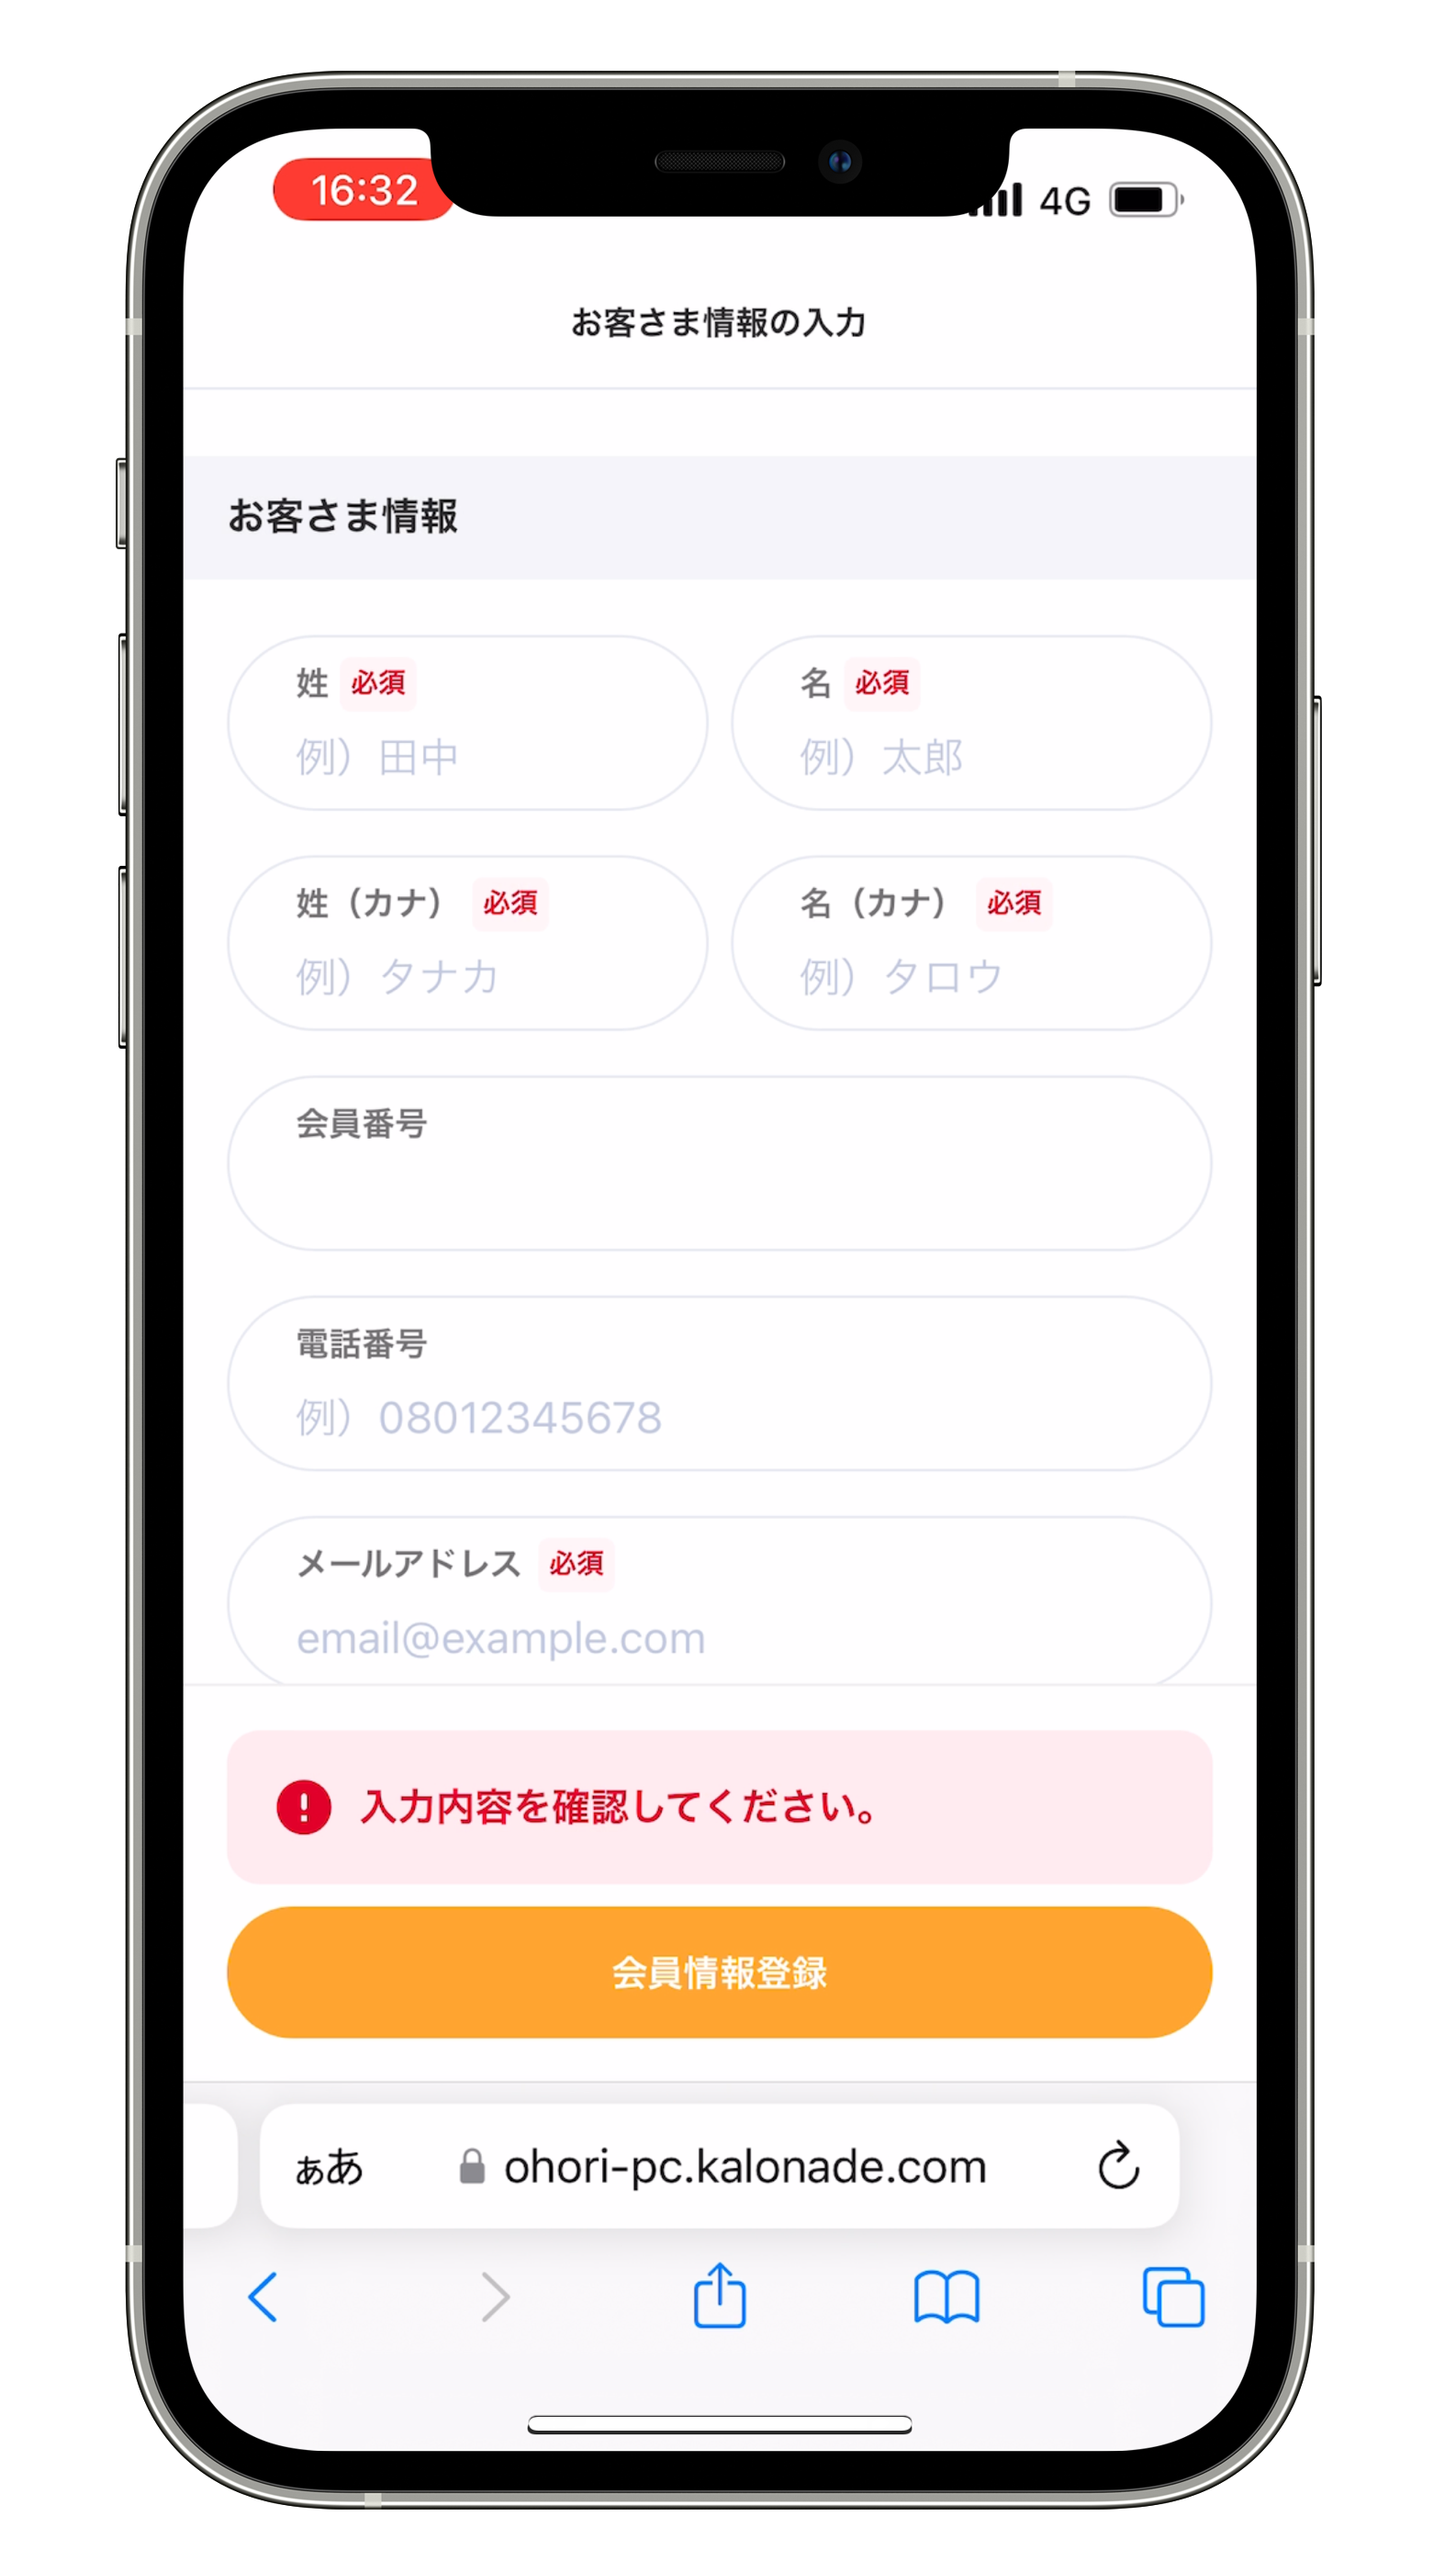 16:32
4G
お客さま情報の入力
お客さま情報
姓 必須
例）田中
名 必須
例）太郎
姓（カナ） 必須
例）タナカ
名（カナ） 必須
例）タロウ
会員番号
電話番号
例）08012345678
メールアドレス 必須
email@example.com
入力内容を確認してください。
会員情報登録
ぁあ ohori-pc.kalonade.com